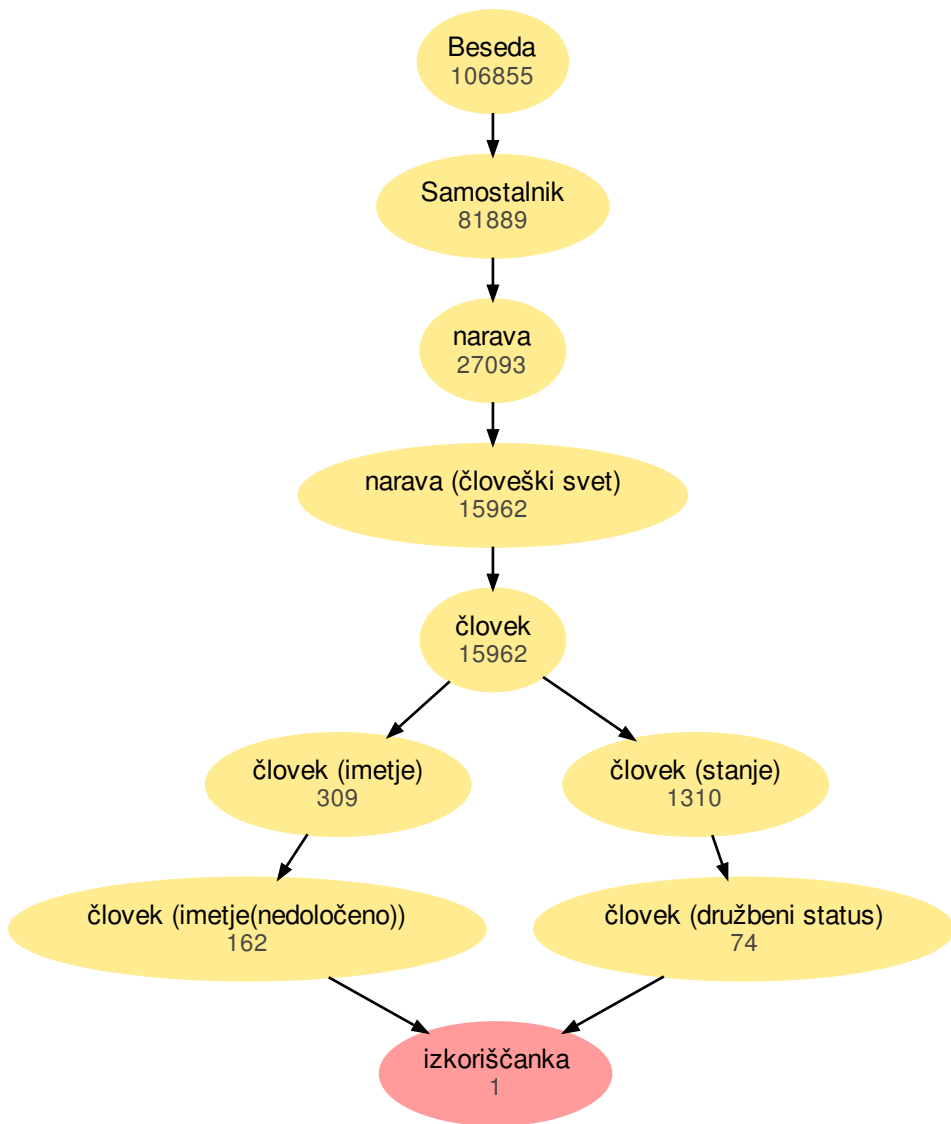 Beseda
106855
Samostalnik
81889
narava
27093
narava (človeški svet)
15962
človek
15962
človek (imetje)
309
človek (stanje)
1310
človek (imetje(nedoločeno))
162
človek (družbeni status)
74
izkoriščanka
1